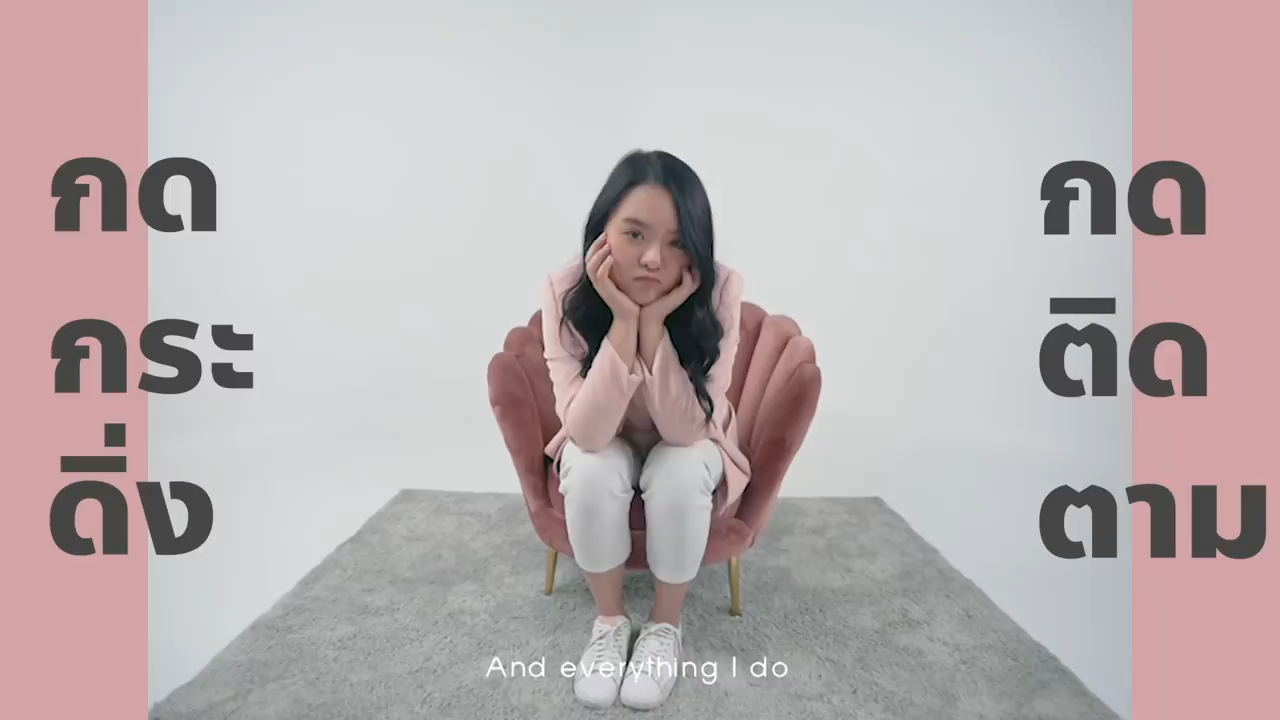 กด
กระ
ดิ่ง
กด
ติด
ตาม
And everything I do